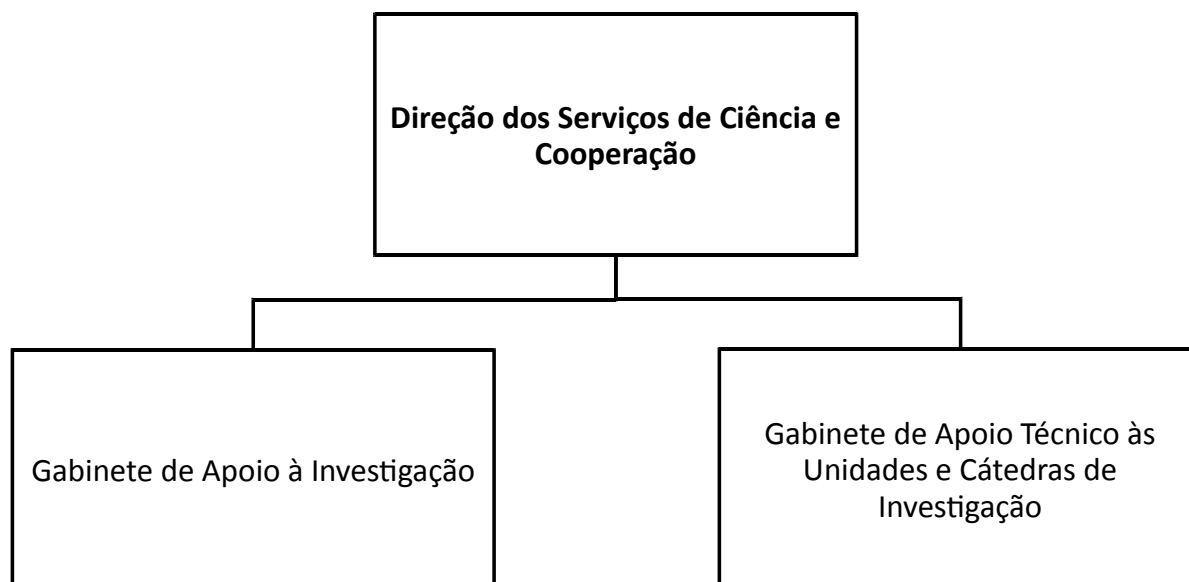 Direção dos Serviços de Ciência e
Cooperação
Gabinete de Apoio à Investigação
Gabinete de Apoio Técnico às
Unidades e Cátedras de
Investigação